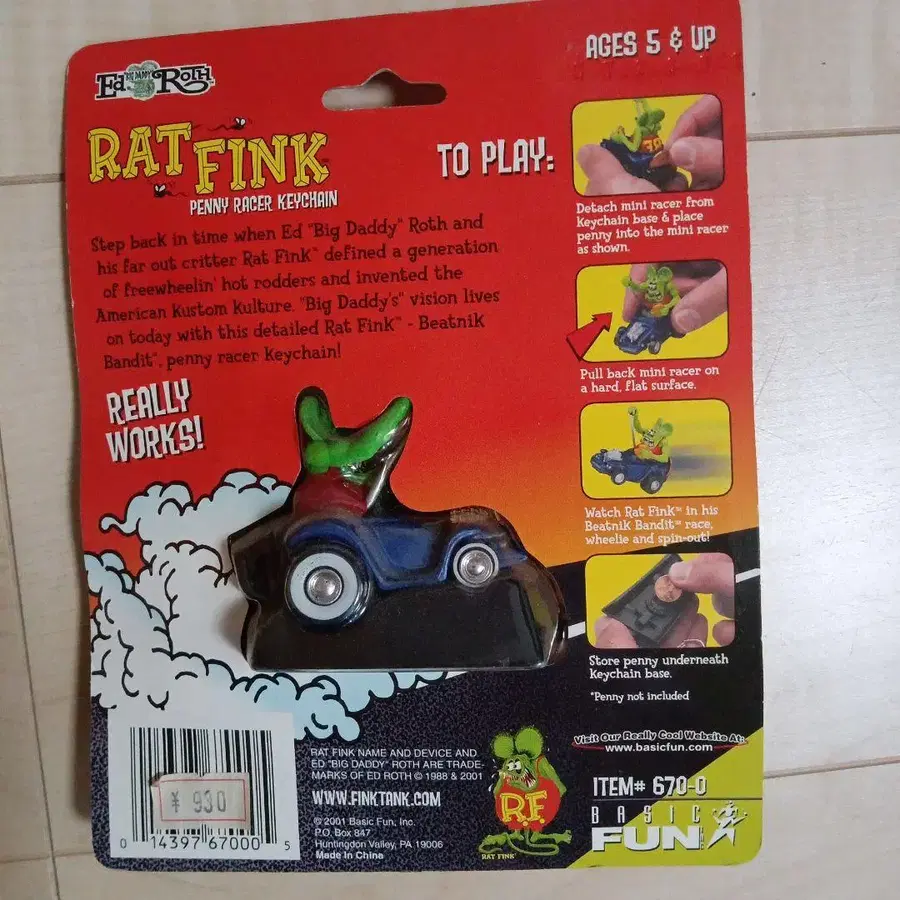 Ed "BIG DADDY" ROTH
AGES 5 & UP
RAT FINK™
PENNY RACER KEYCHAIN
Step back in time when Ed "Big Daddy" Roth and
his far out critter Rat Fink™ defined a generation
of freewheelin' hot rodders and invented the
American Kustom Kulture. "Big Daddy's" vision lives
on today with this detailed Rat Fink™ - Beatnik
Bandit™, penny racer Keychain!
REALLY
WORKS!
TO PLAY:
Detach mini racer from
Keychain base & place
penny into the mini racer
as shown.
Pull back mini racer on
a hard, flat surface.
Watch Rat Fink™ in his
Beatnik Bandit™ race,
wheelie and spin-out!
Store penny underneath
Keychain base.
*Penny not included
Visit Our Really Cool Website At:
www.basicfun.com
ITEM# 670-0
BASIC
FUN
¥ 930
0 14397 67000 5
RAT FINK NAME AND DEVICE AND
ED "BIG DADDY" ROTH ARE TRADE-
MARKS OF ED ROTH © 1988 & 2001
WWW.FINKTANK.COM
© 2001 Basic Fun, Inc.
P.O. Box 847
Huntingdon Valley, PA 19006
Made In China
R.F.
RAT FINK